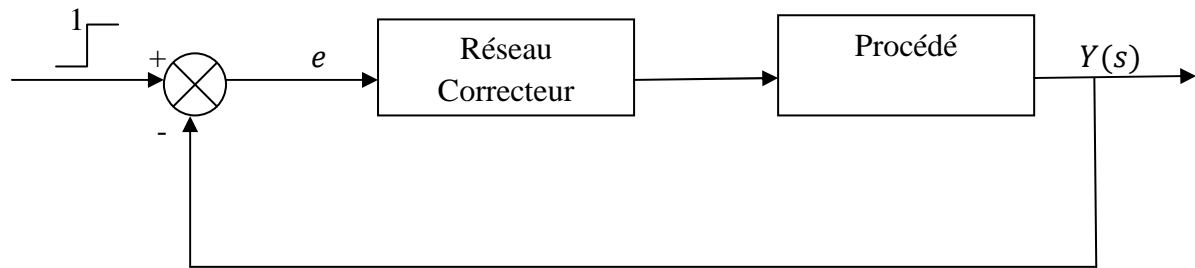 1
+
e
Réseau
Correcteur
Procédé
Y(s)
-